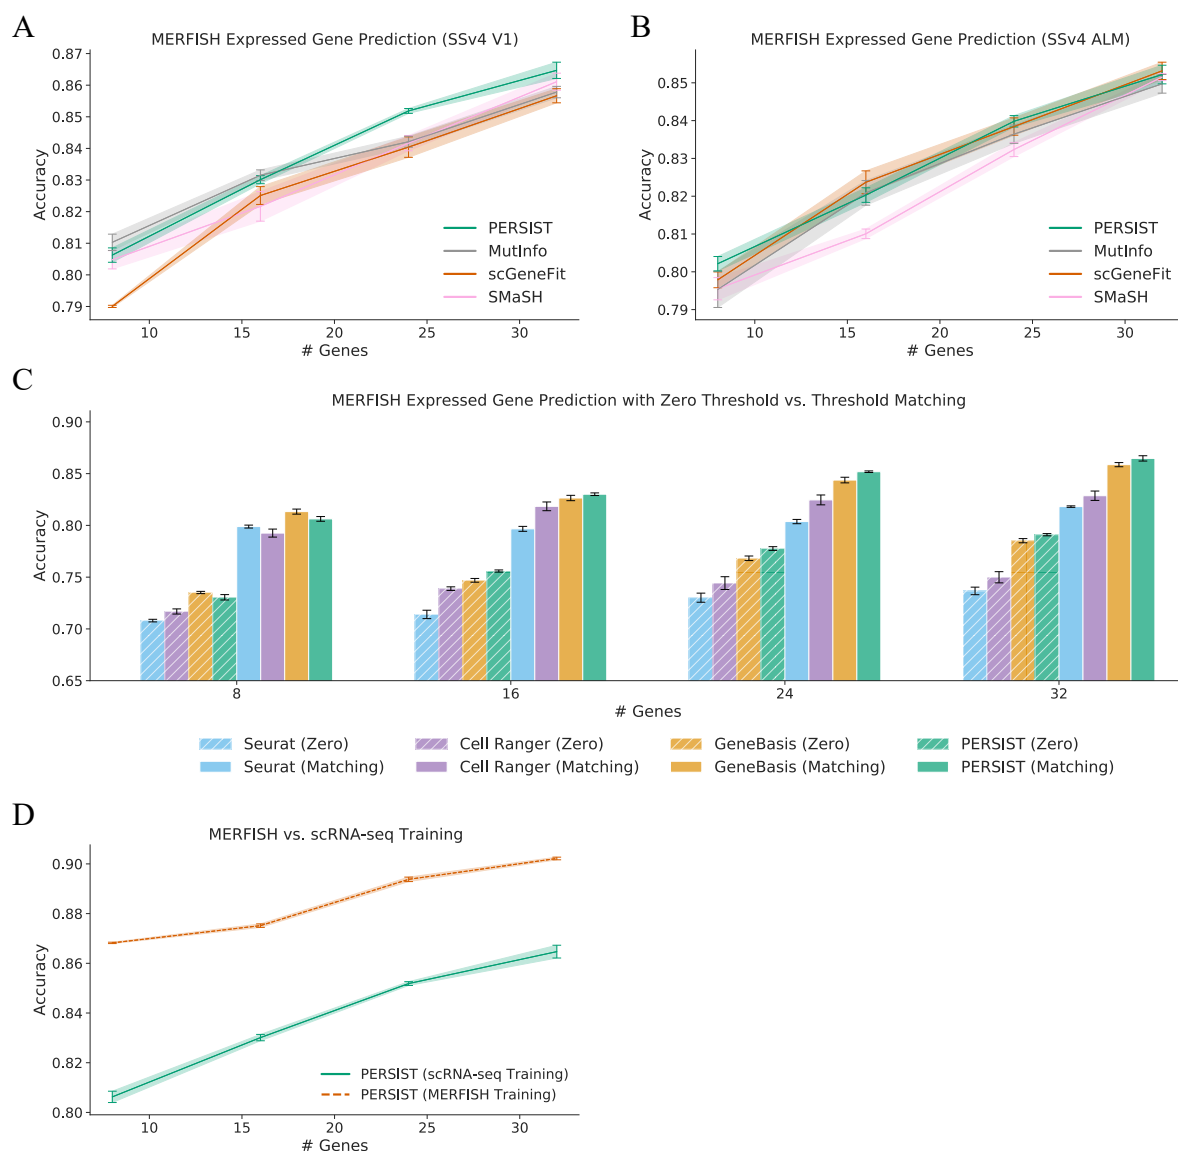 A
MERFISH Expressed Gene Prediction (SSv4 V1)
0.87
0.86
0.85
0.84
0.83
0.82
0.81
0.80
0.79
Accuracy
PERSIST
MutInfo
scGeneFit
SMaSH
10 15 20 25 30
# Genes
B
MERFISH Expressed Gene Prediction (SSv4 ALM)
0.85
0.84
0.83
0.82
0.81
0.80
0.79
Accuracy
PERSIST
MutInfo
scGeneFit
SMaSH
10 15 20 25 30
# Genes
C
MERFISH Expressed Gene Prediction with Zero Threshold vs. Threshold Matching
0.90
0.85
0.80
0.75
0.70
0.65
Accuracy
8 16 24 32
# Genes
Seurat (Zero) Cell Ranger (Zero) GeneBasis (Zero) PERSIST (Zero)
Seurat (Matching) Cell Ranger (Matching) GeneBasis (Matching) PERSIST (Matching)
D
MERFISH vs. scRNA-seq Training
0.90
0.88
0.86
0.84
0.82
0.80
Accuracy
PERSIST (scRNA-seq Training)
PERSIST (MERFISH Training)
10 15 20 25 30
# Genes